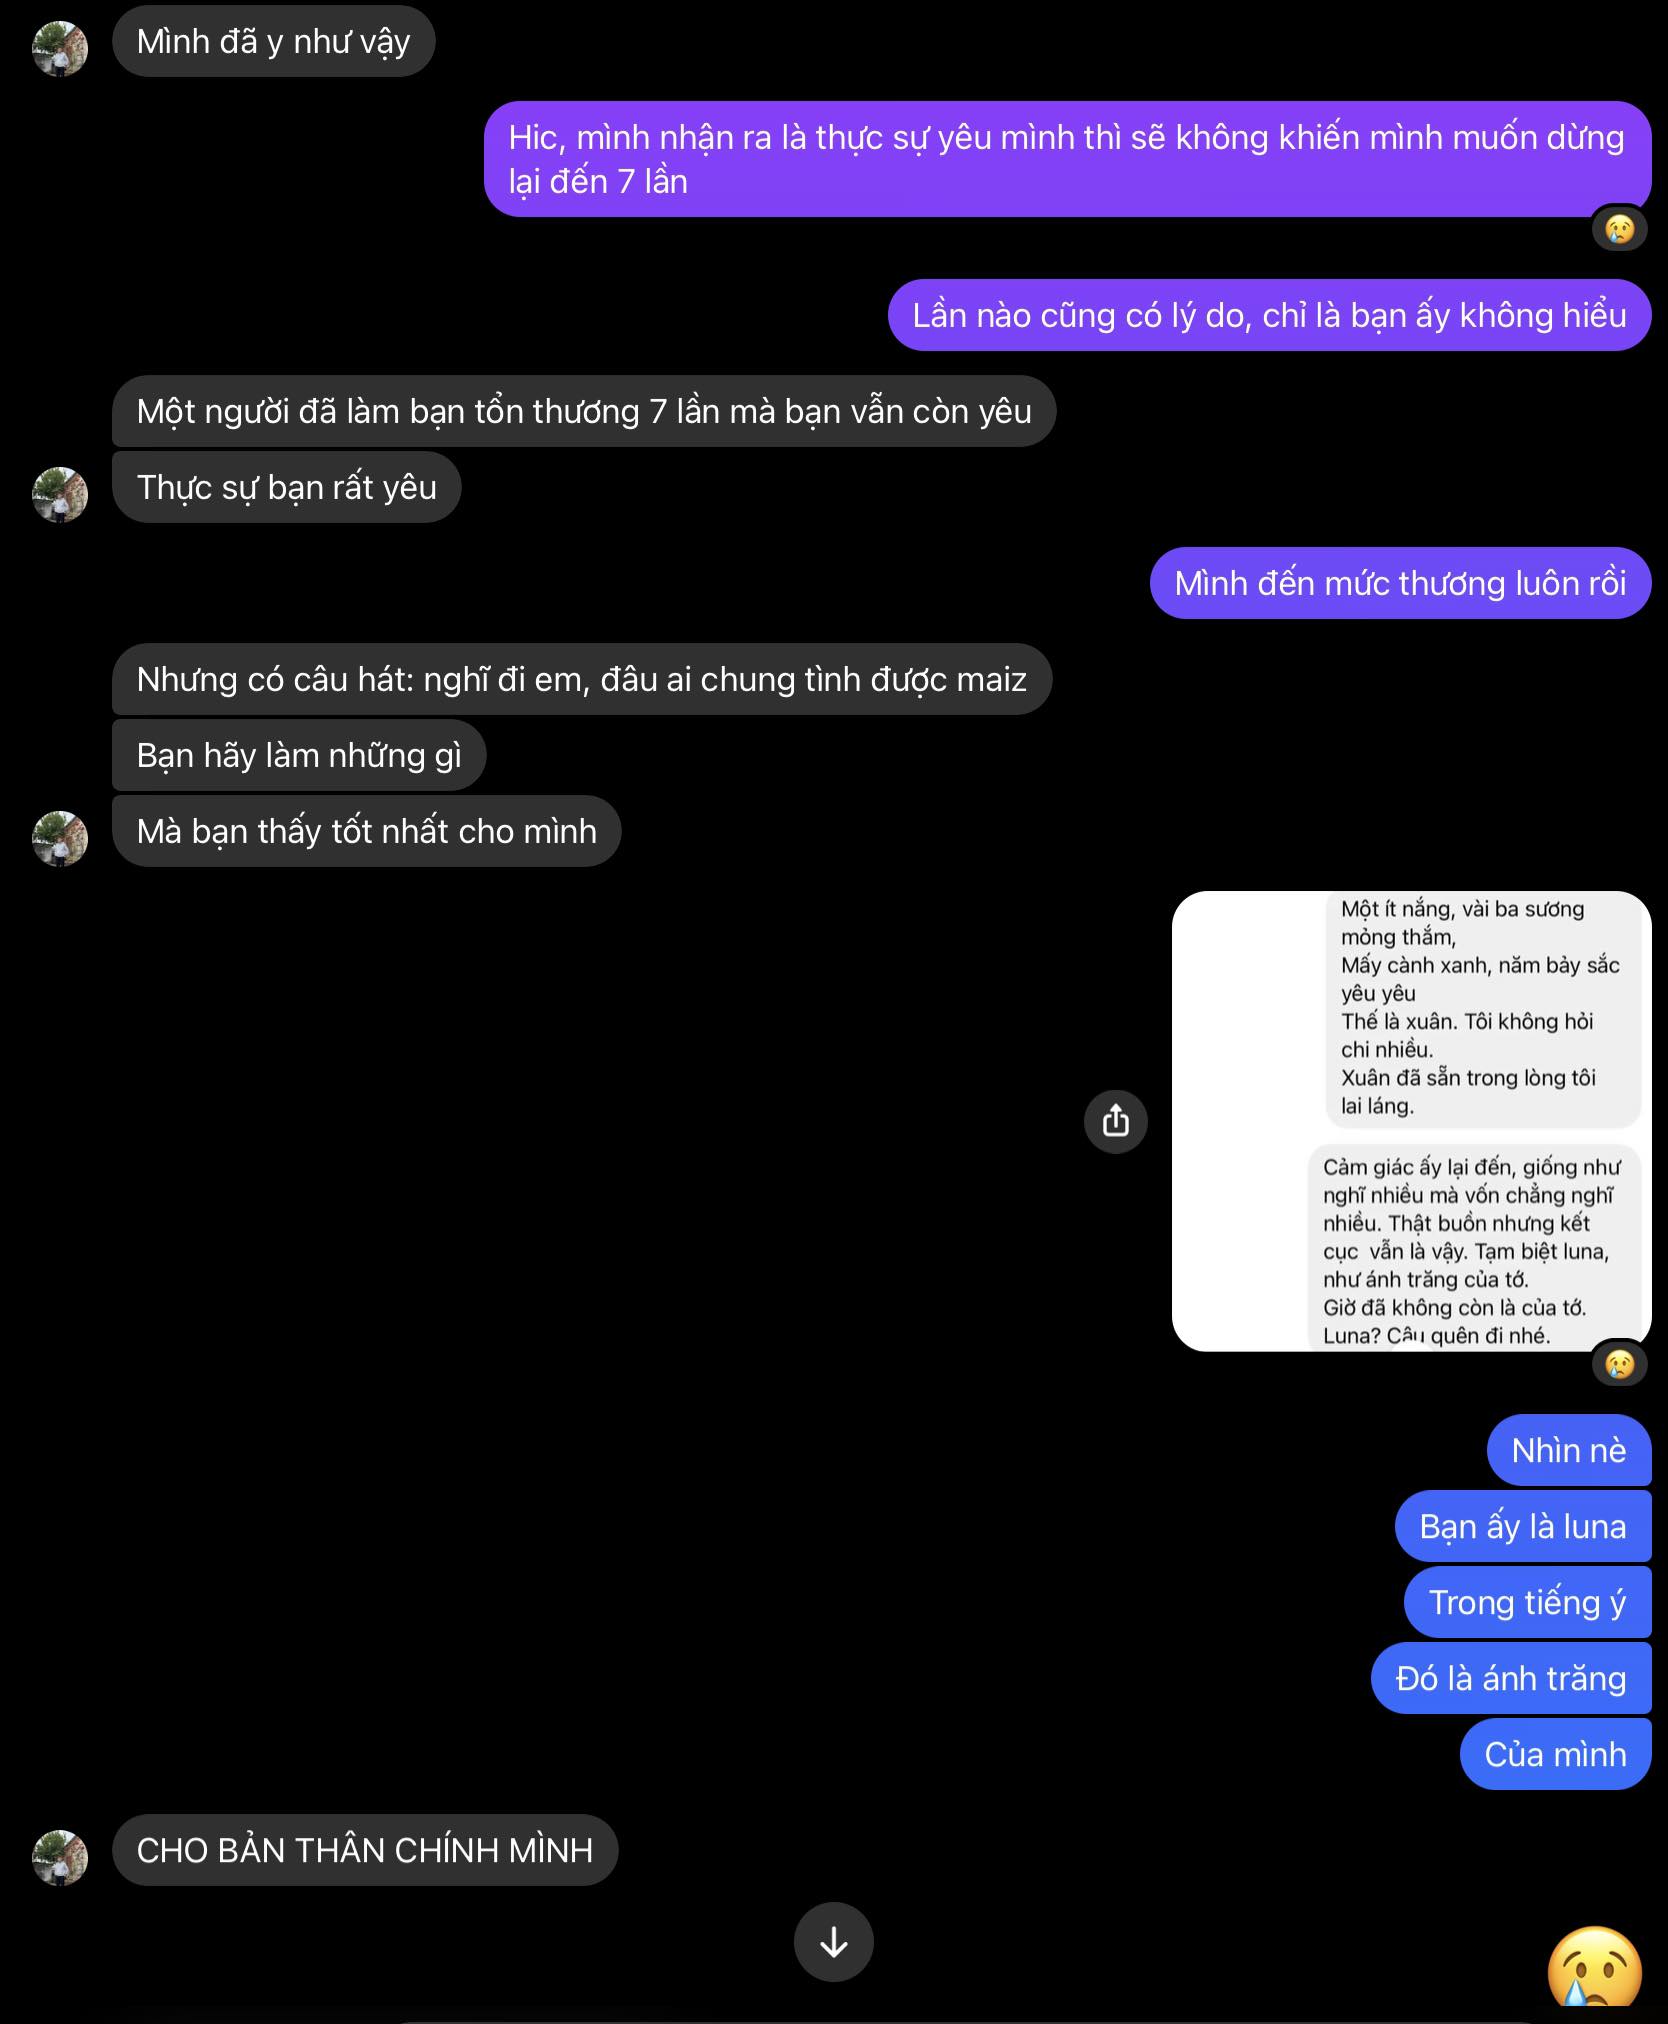 Mình đã y như vậy
Hic, mình nhận ra là thực sự yêu mình thì sẽ không khiến mình muốn dừng
lại đến 7 lần
Lần nào cũng có lý do, chỉ là bạn ấy không hiểu
Một người đã làm bạn tổn thương 7 lần mà bạn vẫn còn yêu
Thực sự bạn rất yêu
Mình đến mức thương luôn rồi
Nhưng có câu hát: nghĩ đi em, đâu ai chung tình được maiz
Bạn hãy làm những gì
Mà bạn thấy tốt nhất cho mình
Một ít nắng, vài ba sương
mỏng thắm,
Mấy cành xanh, năm bảy sắc
yêu yêu
Thế là xuân. Tôi không hỏi
chi nhiều.
Xuân đã sẵn trong lòng tôi
lai láng.
Cảm giác ấy lại đến, giống như
nghĩ nhiều mà vốn chẳng nghĩ
nhiều. Thật buồn nhưng kết
cục vẫn là vậy. Tạm biệt luna,
như ánh trăng của tớ.
Giờ đã không còn là của tớ.
Luna? Cậu quên đi nhé.
Nhìn nè
Bạn ấy là luna
Trong tiếng ý
Đó là ánh trăng
Của mình
CHO BẢN THÂN CHÍNH MÌNH